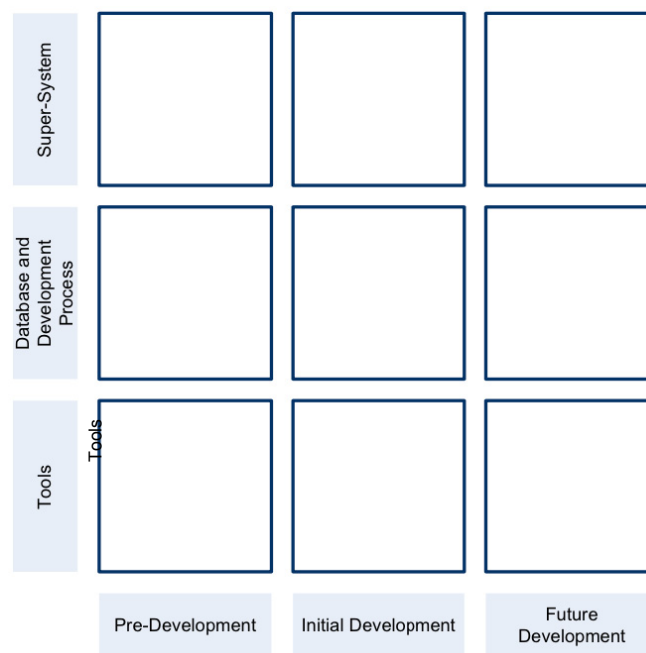 Super-System
Database and
Development
Process
Tools
Tools
Pre-Development
Initial Development
Future
Development